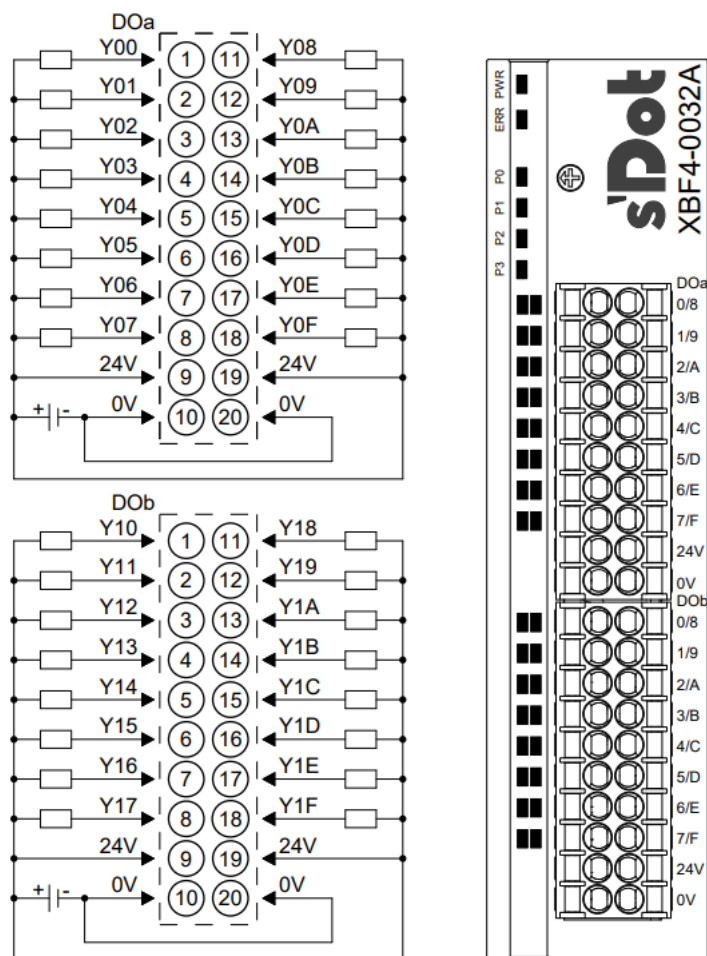 DOa
Y00 1 11 Y08
Y01 2 12 Y09
Y02 3 13 Y0A
Y03 4 14 Y0B
Y04 5 15 Y0C
Y05 6 16 Y0D
Y06 7 17 Y0E
Y07 8 18 Y0F
24V 9 19 24V
+ - 0V 10 20 0V
DOb
Y10 1 11 Y18
Y11 2 12 Y19
Y12 3 13 Y1A
Y13 4 14 Y1B
Y14 5 15 Y1C
Y15 6 16 Y1D
Y16 7 17 Y1E
Y17 8 18 Y1F
24V 9 19 24V
+ - 0V 10 20 0V
PWR
ERR
P0
P1
P2
P3
s'Dot
XBF4-0032A
DOa
0/8
1/9
2/A
3/B
4/C
5/D
6/E
7/F
24V
0V
DOb
0/8
1/9
2/A
3/B
4/C
5/D
6/E
7/F
24V
0V